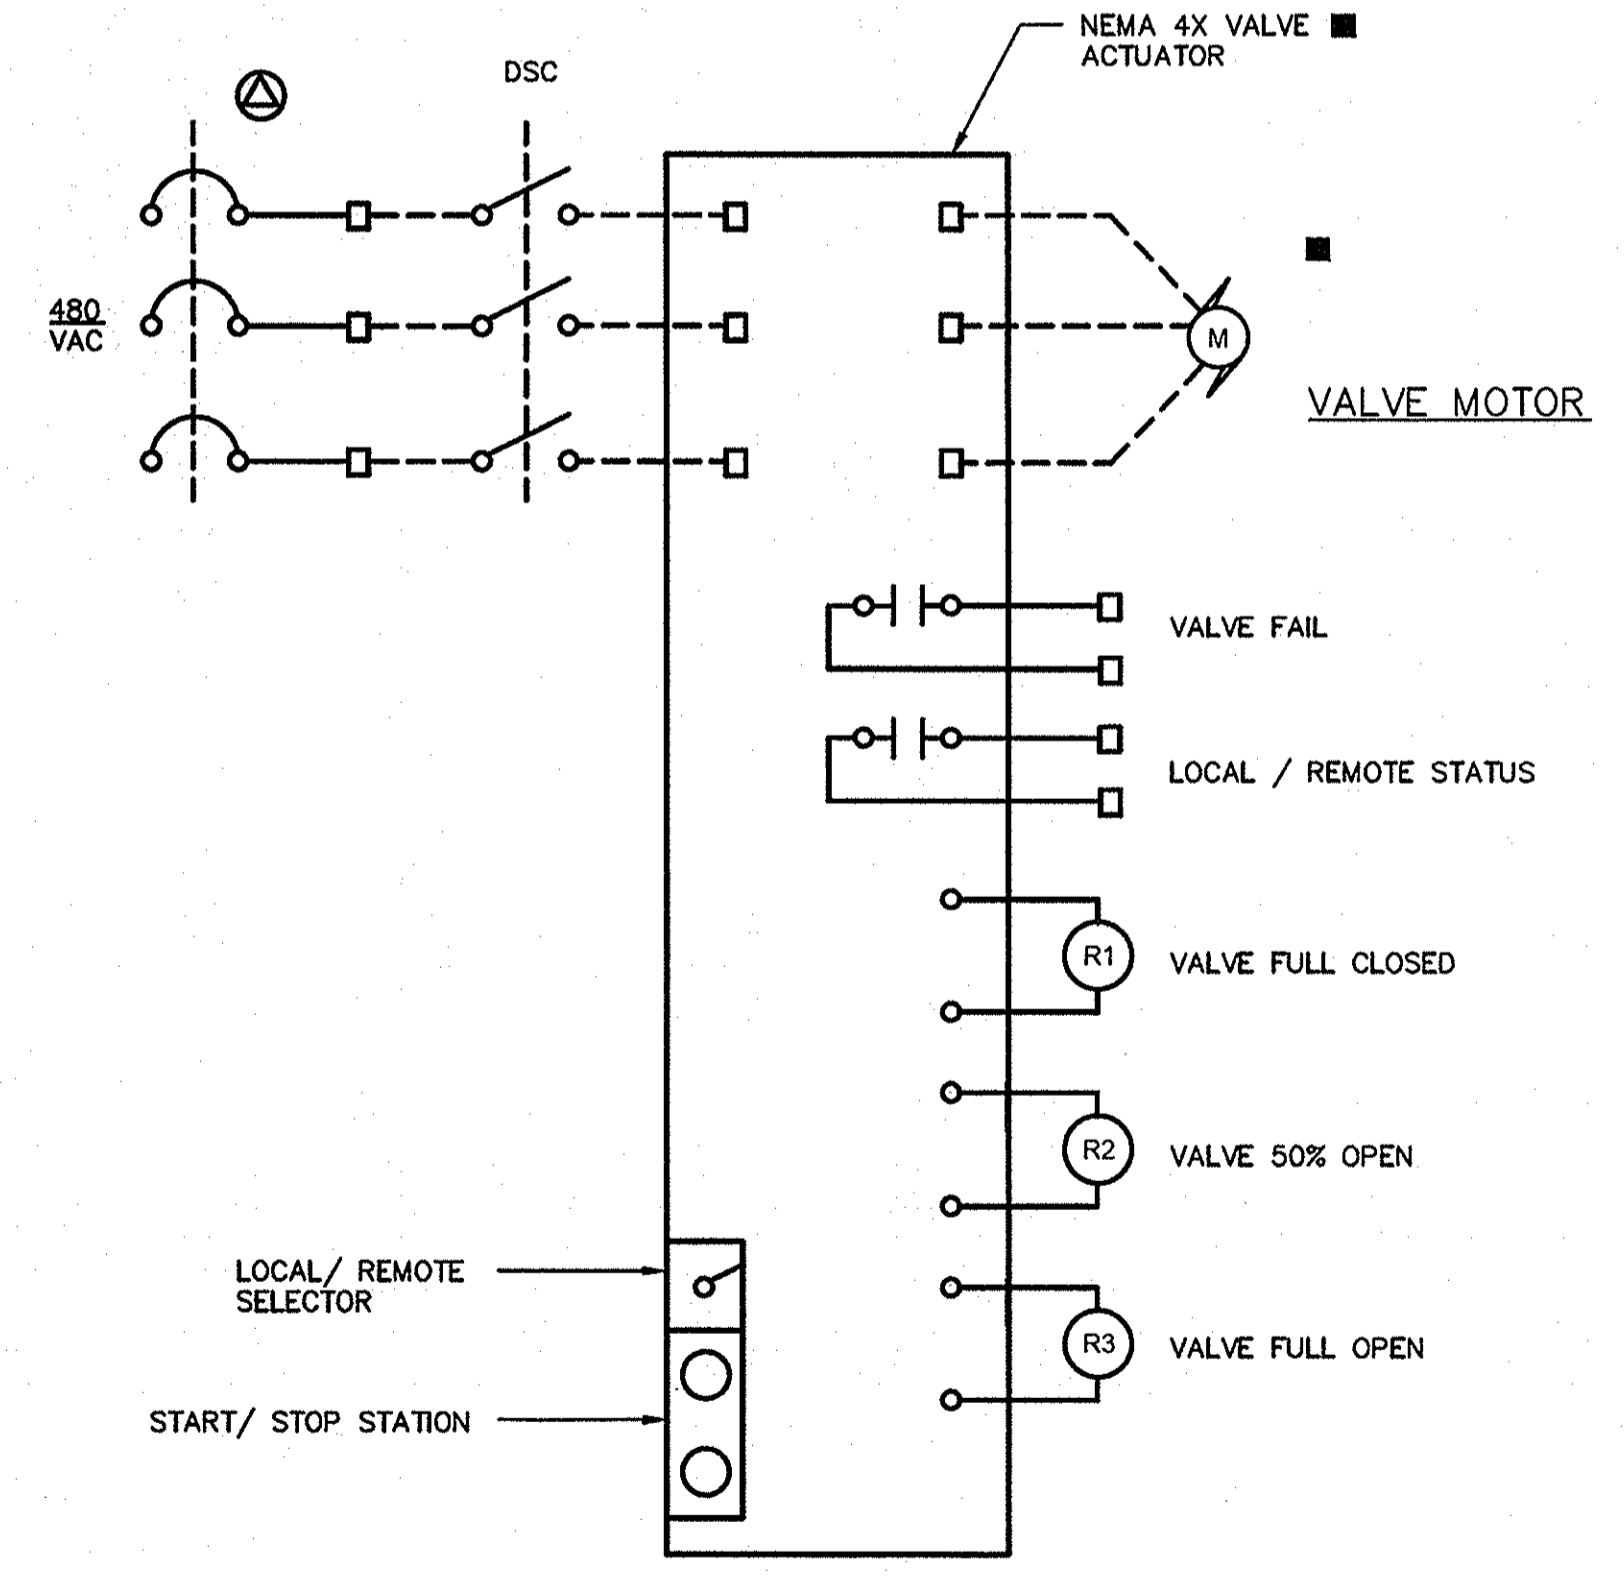 NEMA 4X VALVE
ACTUATOR
DSC
480
VAC
M
VALVE MOTOR
VALVE FAIL
LOCAL / REMOTE STATUS
R1
VALVE FULL CLOSED
R2
VALVE 50% OPEN
LOCAL/ REMOTE
SELECTOR
R3
VALVE FULL OPEN
START/ STOP STATION